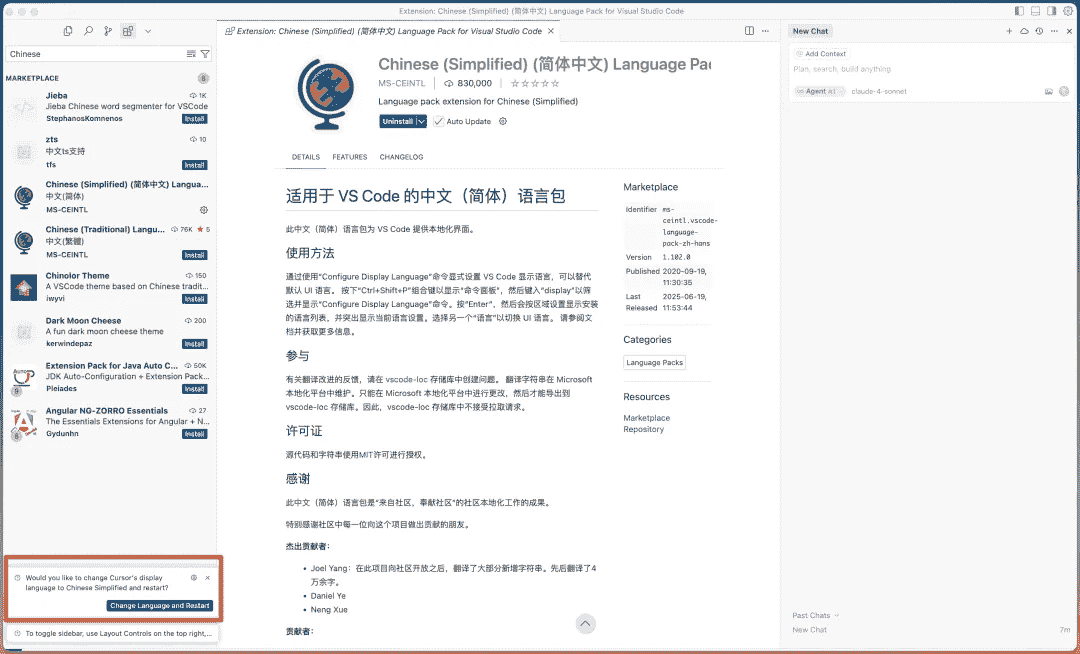 Extension: Chinese (Simplified) (简体中文) Language Pack for Visual Studio Code
Chinese
MARKETPLACE
8
Jieba
1K
Jieba Chinese word segmenter for VSCode
StephanosKomnenos
Install
zts
10
中文ts支持
tfs
Install
Chinese (Simplified) (简体中文) Langua...
中文(简体)
MS-CEINTL
Chinese (Traditional) Langu...
76K
5
中文(繁體)
MS-CEINTL
Install
Chinolor Theme
150
A VSCode theme based on Chinese tradit...
iwyvi
Install
Dark Moon Cheese
200
A fun dark moon cheese theme
kerwindepaz
Install
Extension Pack for Java Auto C...
50K
JDK Auto-Configuration + Extension Pack...
Pleiades
Install
Angular NG-ZORRO Essentials
27
The Essentials Extensions for Angular + N...
Gydunhn
Install
Would you like to change Cursor's display
language to Chinese Simplified and restart?
Change Language and Restart
To toggle sidebar, use Layout Controls on the top right,...
Extension: Chinese (Simplified) (简体中文) Language Pack for Visual Studio Code
Chinese (Simplified) (简体中文) Language Pac
MS-CEINTL
830,000
Language pack extension for Chinese (Simplified)
Uninstall
Auto Update
DETAILS FEATURES CHANGELOG
适用于 VS Code 的中文（简体）语言包
此中文（简体）语言包为 VS Code 提供本地化界面。
使用方法
通过使用“Configure Display Language”命令显式设置 VS Code 显示语言，可以替代
默认 UI 语言。 按下“Ctrl+Shift+P”组合键以显示“命令面板”，然后键入“display”以筛
选并显示“Configure Display Language”命令。按“Enter”，然后会按区域设置显示安装
的语言列表，并突出显示当前语言设置。选择另一个“语言”以切换 UI 语言。 请参阅文
档并获取更多信息。
参与
有关翻译改进的反馈，请在 vscode-loc 存储库中创建问题。 翻译字符串在 Microsoft
本地化平台中维护。只能在 Microsoft 本地化平台中进行更改，然后才能导出到
vscode-loc 存储库。因此，vscode-loc 存储库中不接受拉取请求。
许可证
源代码和字符串使用MIT许可进行授权。
感谢
此中文（简体）语言包是“来自社区，奉献社区”的社区本地化工作的成果。
特别感谢社区中每一位向这个项目做出贡献的朋友。
杰出贡献者：
• Joel Yang：在此项目向社区开放之后，翻译了大部分新增字符串。先后翻译了4
万余字。
• Daniel Ye
• Neng Xue
贡献者：
Marketplace
Identifier
ms-
ceintl.vscode-
language-
pack-zh-hans
Version
1.102.0
Published
2020-09-19,
11:30:35
Last
Released
2025-06-19,
11:53:44
Categories
Language Packs
Resources
Marketplace
Repository
New Chat
Add Context
Plan, search, build anything
Agent
claude-4-sonnet
Past Chats
New Chat
7m